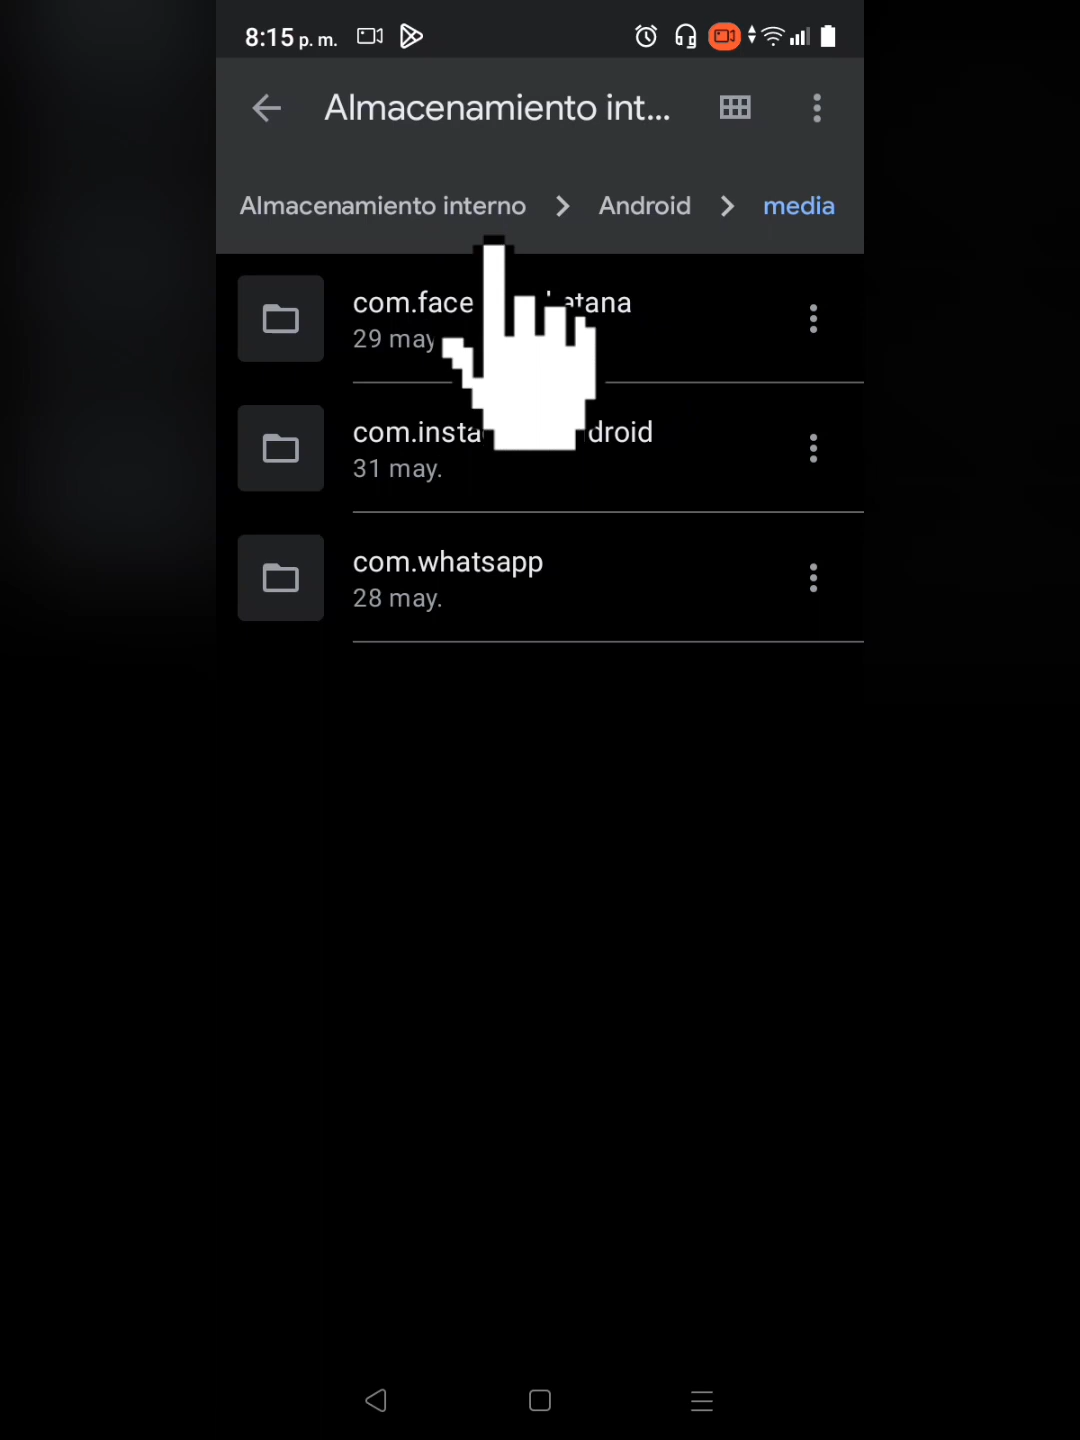 8:15 p. m.
Almacenamiento int...
Almacenamiento interno > Android > media
com.face atana
29 may
com.insta droid
31 may.
com.whatsapp
28 may.